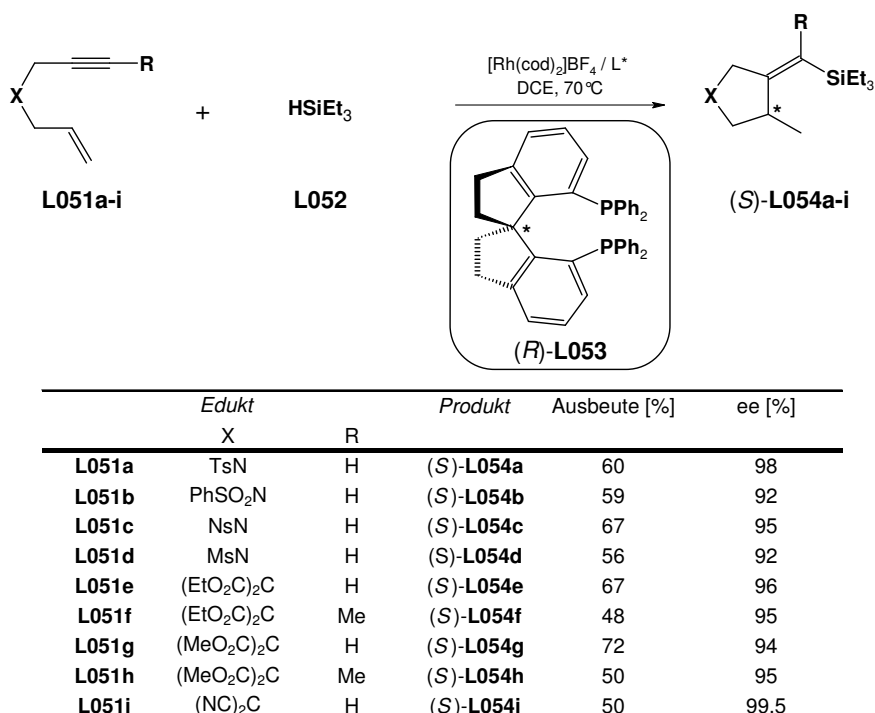 R
X
+
HSiEt3
[Rh(cod)2]BF4 / L*
DCE, 70°C
PPh2
*
PPh2
(R)-L053
R
SiEt3
X
*
L051a-i
L052
(S)-L054a-i
Edukt Produkt Ausbeute [%] ee [%]
X R
L051a TsN H (S)-L054a 60 98
L051b PhSO2N H (S)-L054b 59 92
L051c NsN H (S)-L054c 67 95
L051d MsN H (S)-L054d 56 92
L051e (EtO2C)2C H (S)-L054e 67 96
L051f (EtO2C)2C Me (S)-L054f 48 95
L051g (MeO2C)2C H (S)-L054g 72 94
L051h (MeO2C)2C Me (S)-L054h 50 95
L051i (NC)2C H (S)-L054i 50 99.5